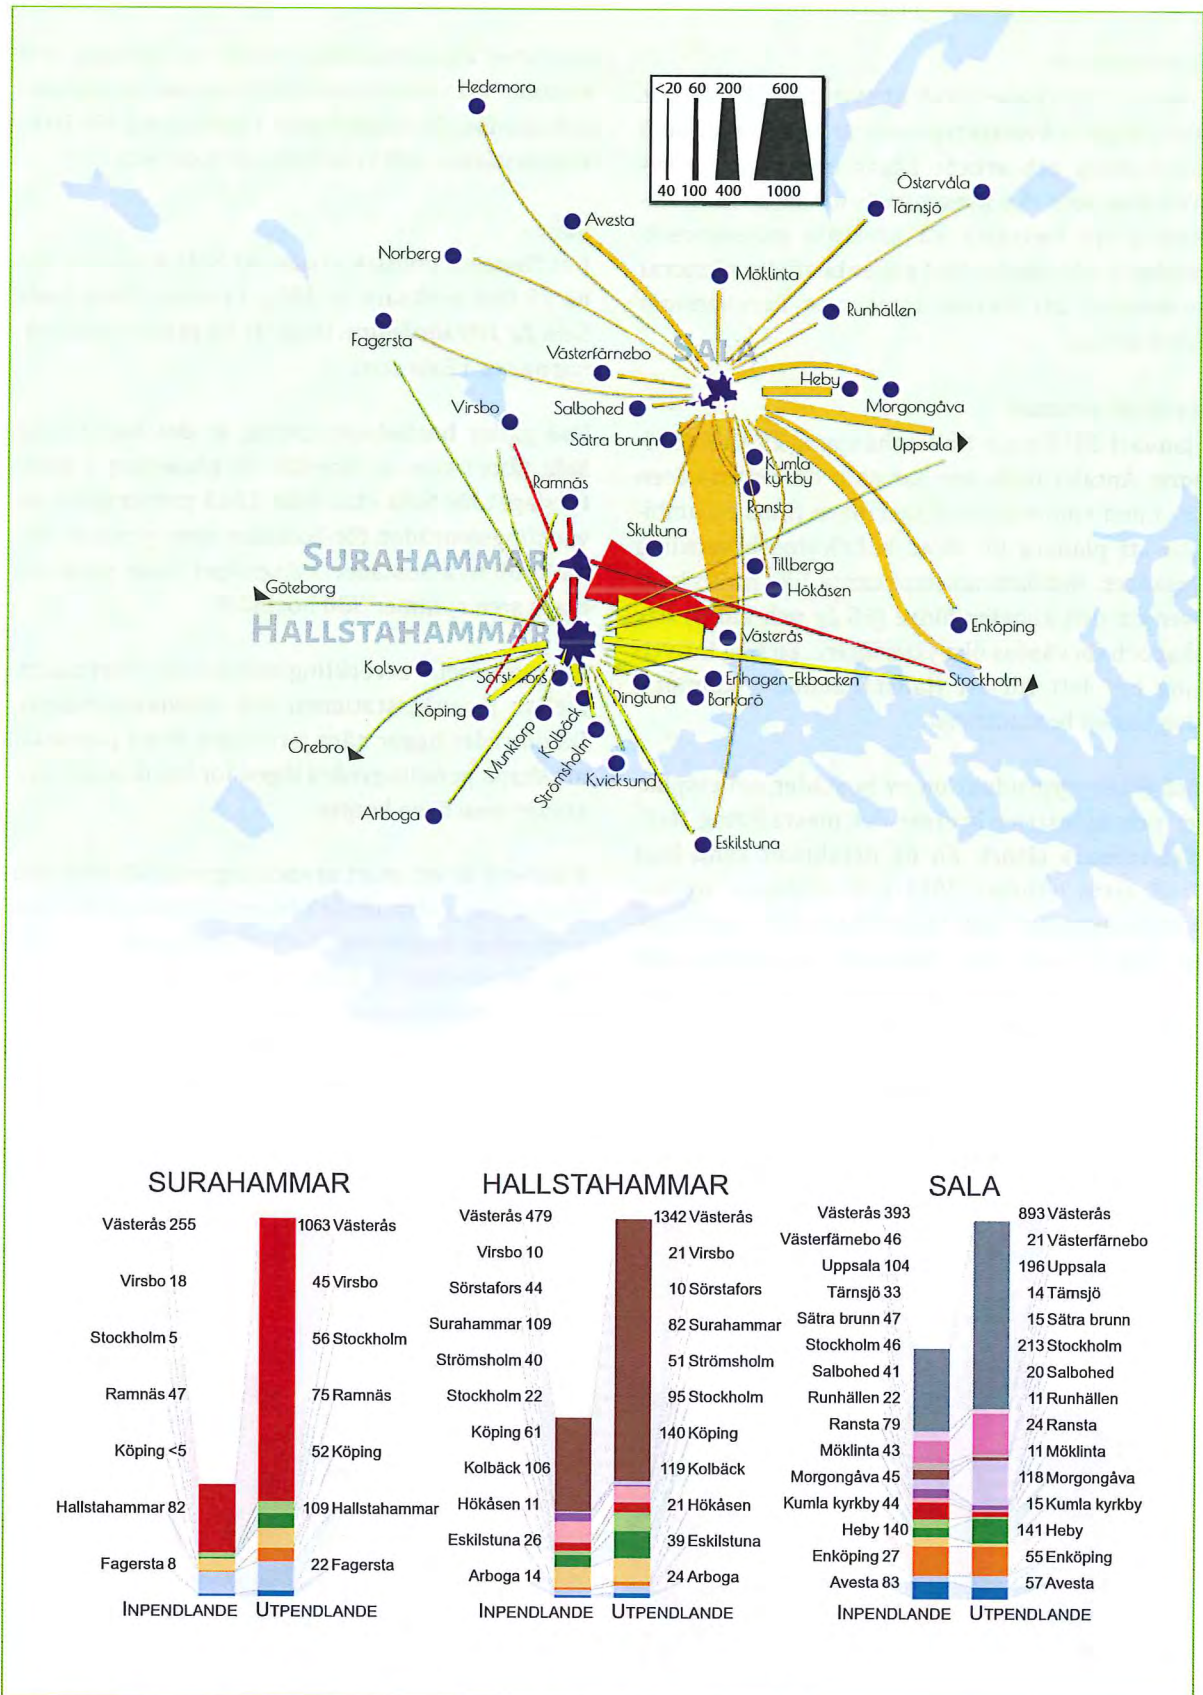 Hedemora
<20 60 200 600
40 100 400 1000
Östervåla
Tärnsjö
Avesta
Norberg
Möklinta
Runhällen
Fagersta
Västerfärnebo
SALA
Heby
Morgongåva
Virsbo
Salbohed
Sätra brunn
Uppsala
Kumla
kyrkby
Ramnäs
Ransta
Skultuna
SURAHAMMAR
Tillberga
Göteborg
Hökåsen
HALLSTAHAMMAR
Västerås
Enköping
Kolsva
Sörstafors
Enhagen-Ekbacken
Stockholm
Dingtuna
Barkarö
Köping
Munktorp
Kolbäck
Strömsholm
Örebro
Kvicksund
Arboga
Eskilstuna
SURAHAMMAR
Västerås 255
1063 Västerås
Virsbo 18
45 Virsbo
Stockholm 5
56 Stockholm
Ramnäs 47
75 Ramnäs
Köping <5
52 Köping
Hallstahammar 82
109 Hallstahammar
Fagersta 8
22 Fagersta
INPENDLANDE UTPENDLANDE
HALLSTAHAMMAR
Västerås 479
1342 Västerås
Virsbo 10
21 Virsbo
Sörstafors 44
10 Sörstafors
Surahammar 109
82 Surahammar
Strömsholm 40
51 Strömsholm
Stockholm 22
95 Stockholm
Köping 61
140 Köping
Kolbäck 106
119 Kolbäck
Hökåsen 11
21 Hökåsen
Eskilstuna 26
39 Eskilstuna
Arboga 14
24 Arboga
INPENDLANDE UTPENDLANDE
SALA
Västerås 393
893 Västerås
Västerfärnebo 46
21 Västerfärnebo
Uppsala 104
196 Uppsala
Tärnsjö 33
14 Tärnsjö
Sätra brunn 47
15 Sätra brunn
Stockholm 46
213 Stockholm
Salbohed 41
20 Salbohed
Runhällen 22
11 Runhällen
Ransta 79
24 Ransta
Möklinta 43
11 Möklinta
Morgongåva 45
118 Morgongåva
Kumla kyrkby 44
15 Kumla kyrkby
Heby 140
141 Heby
Enköping 27
55 Enköping
Avesta 83
57 Avesta
INPENDLANDE UTPENDLANDE